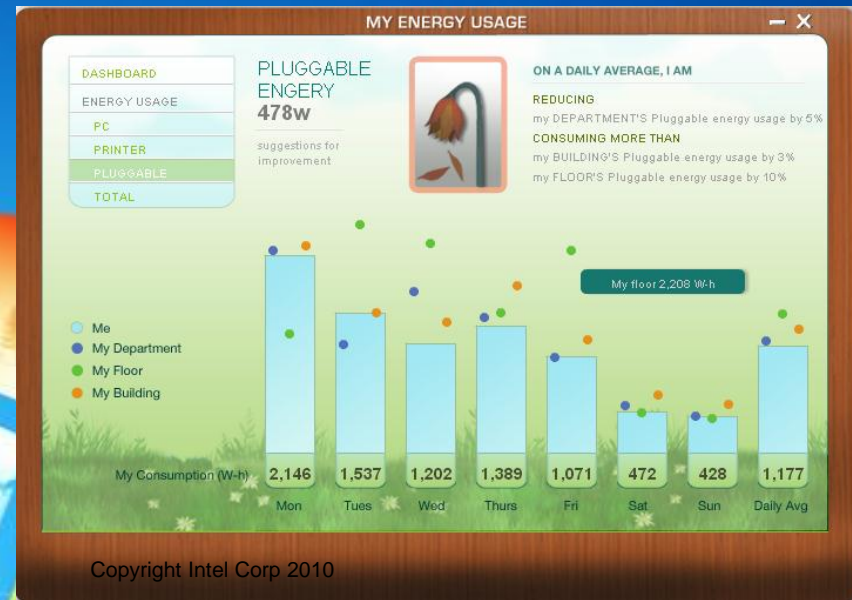 MY ENERGY USAGE
DASHBOARD
ENERGY USAGE
PC
PRINTER
PLUGGABLE
TOTAL
PLUGGABLE
ENGERY
478w
suggestions for
improvement
ON A DAILY AVERAGE, I AM
REDUCING
my DEPARTMENT'S Pluggable energy usage by 5%
CONSUMING MORE THAN
my BUILDING'S Pluggable energy usage by 3%
my FLOOR'S Pluggable energy usage by 10%
My floor 2,208 W-h
Me
My Department
My Floor
My Building
My Consumption (W-h) 2,146 1,537 1,202 1,389 1,071 472 428 1,177
Mon Tues Wed Thurs Fri Sat Sun Daily Avg
Copyright Intel Corp 2010